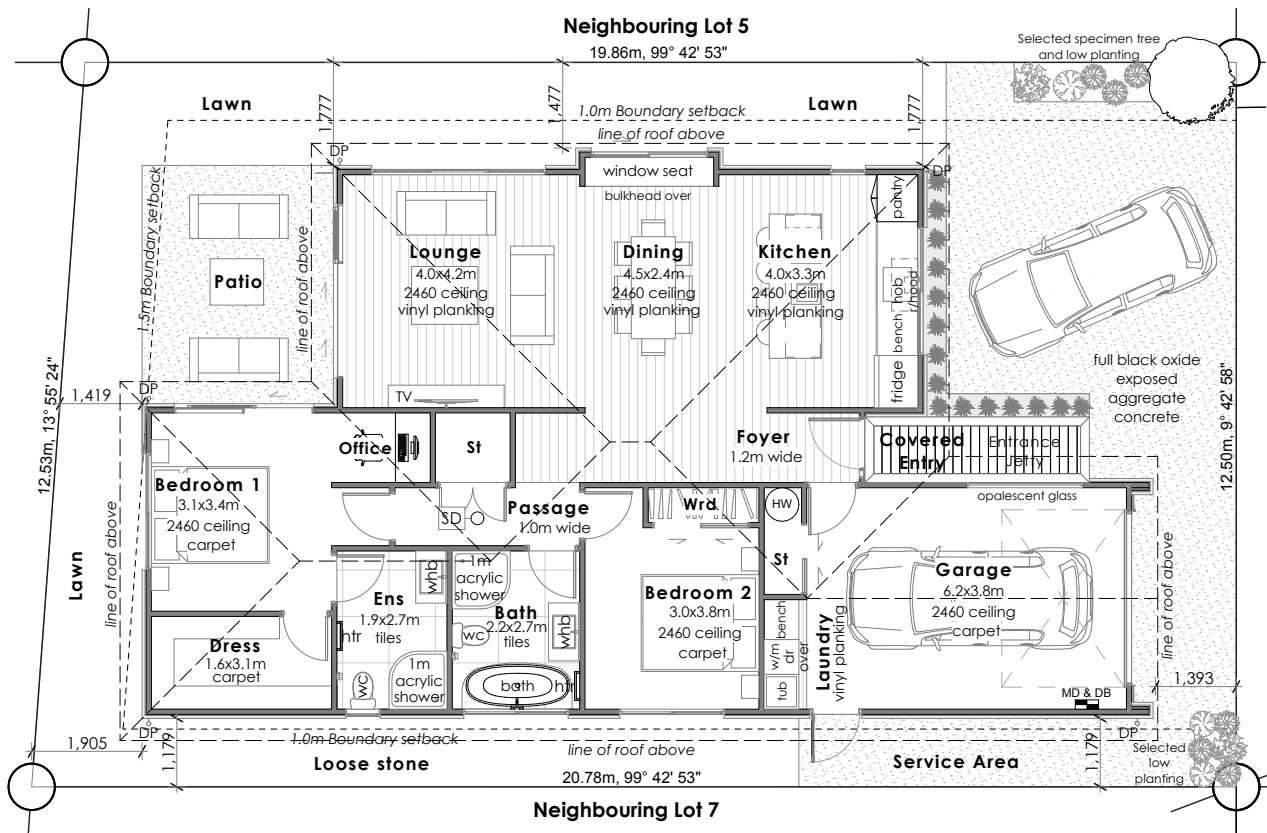 Neighbouring Lot 5
19.86m, 99° 42' 53"
Selected specimen tree
and low planting
Lawn
1,777
1,477
1.0m Boundary setback
line of roof above
Lawn
1,777
DP
DP
window seat
bulkhead over
pantry
1.5m Boundary setback
Patio
line of roof above
Lounge
4.0x4.2m
2460 ceiling
vinyl planking
Dining
4.5x2.4m
2460 ceiling
vinyl planking
Kitchen
4.0x3.3m
2460 ceiling
vinyl planking
hob
r/hood
bench
fridge
TV
full black oxide
exposed
aggregate
concrete
12.53m, 13° 55' 24"
12.50m, 9° 42' 58"
1,419
DP
Office
St
Foyer
1.2m wide
Covered
Entry
Entrance
Jetty
opalescent glass
Bedroom 1
3.1x3.4m
2460 ceiling
carpet
SD
Passage
1.0m wide
Wrd
HW
St
line of roof above
Lawn
Ens
1.9x2.7m
tiles
whb
htr
wc
1m
acrylic
shower
1m
acrylic
shower
Bath
2.2x2.7m
tiles
wc
whb
bath
htr
Bedroom 2
3.0x3.8m
2460 ceiling
carpet
bench
w/m
dr
over
tub
Laundry
vinyl planking
Garage
6.2x3.8m
2460 ceiling
carpet
line of roof above
Dress
1.6x3.1m
carpet
MD & DB
1,393
DP
DP
1,905
1,179
1.0m Boundary setback
line of roof above
Loose stone
20.78m, 99° 42' 53"
Service Area
1,179
Selected
low
planting
Neighbouring Lot 7